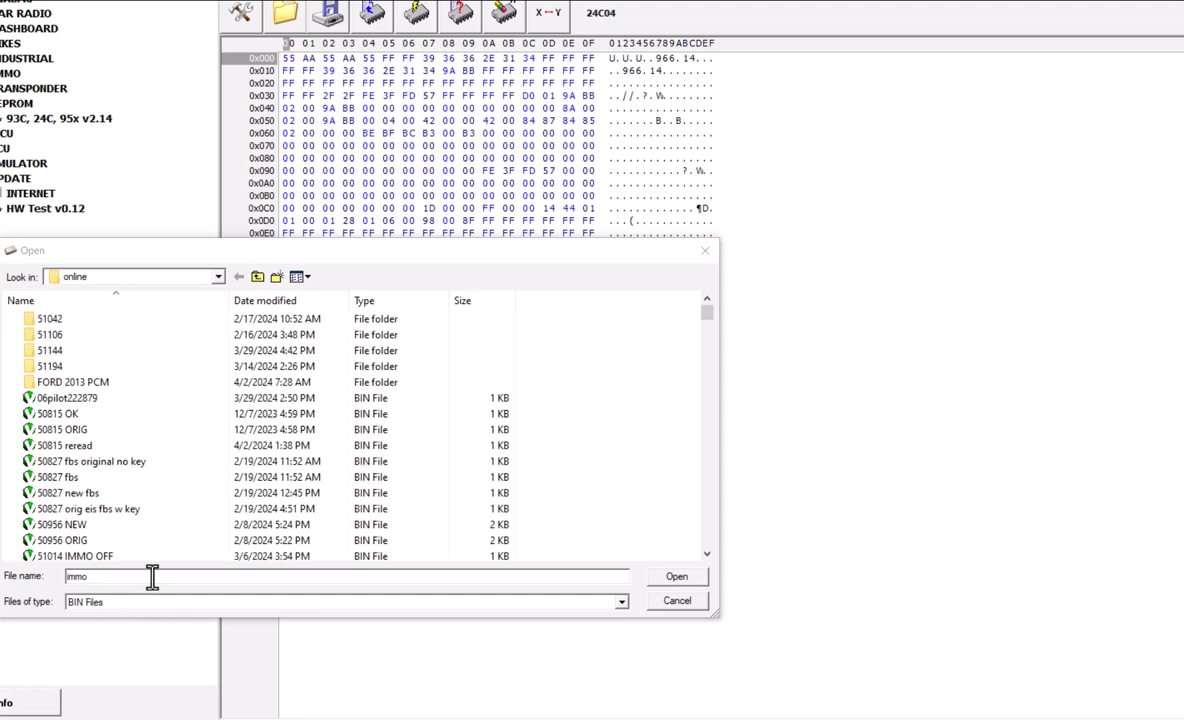 AR RADIO
ASHBOARD
IKES
NDUSTRIAL
MMO
RANSPONDER
EPROM
93C, 24C, 95x v2.14
CU
CU
MULATOR
PDATE
INTERNET
HW Test v0.12
nfo
X↔Y 24C04
00 01 02 03 04 05 06 07 08 09 0A 0B 0C 0D 0E 0F 0123456789ABCDEF
0x000 55 AA 55 AA 55 FF FF 39 36 36 2E 31 34 FF FF FF U.U.U..966.14...
0x010 FF FF 39 36 36 2E 31 34 9A BB FF FF FF FF FF FF ..966.14........
0x020 FF FF FF FF FF FF FF FF FF FF FF FF FF FF FF FF ................
0x030 FF FF 2F 2F FE 3F FD 57 FF FF FF FF D0 01 9A BB ..//.?.W........
0x040 02 00 9A BB 00 00 00 00 00 00 00 00 00 00 8A 00 ................
0x050 02 00 9A BB 00 04 00 42 00 00 42 00 84 87 84 85 .......B..B.....
0x060 02 00 00 00 BE BF BC B3 00 B3 00 00 00 00 00 00 ................
0x070 00 00 00 00 00 00 00 00 00 00 00 00 00 00 00 00 ................
0x080 00 00 00 00 00 00 00 00 00 00 00 00 00 00 00 00 ................
0x090 00 00 00 00 00 00 00 00 00 00 FE 3F FD 57 00 00 ...........?.W..
0x0A0 00 00 00 00 00 00 00 00 00 00 00 00 00 00 00 00 ................
0x0B0 00 00 00 00 00 00 00 00 00 00 00 00 00 00 00 00 ................
0x0C0 00 00 00 00 00 00 00 1D 00 00 FF 00 00 14 44 01 .............¶D.
0x0D0 01 00 01 28 01 06 00 98 00 8F FF FF FF FF FF FF ...(............
0x0E0 FF FF FF FF FF FF FF FF FF FF FF FF FF FF FF FF ................
Open
Look in: online
Name Date modified Type Size
51042 2/17/2024 10:52 AM File folder
51106 2/16/2024 3:48 PM File folder
51144 3/29/2024 4:42 PM File folder
51194 3/14/2024 2:26 PM File folder
FORD 2013 PCM 4/2/2024 7:28 AM File folder
06pilot222879 3/29/2024 2:50 PM BIN File 1 KB
50815 OK 12/7/2023 4:59 PM BIN File 1 KB
50815 ORIG 12/7/2023 4:58 PM BIN File 1 KB
50815 reread 4/2/2024 1:38 PM BIN File 1 KB
50827 fbs original no key 2/19/2024 11:52 AM BIN File 1 KB
50827 fbs 2/19/2024 11:52 AM BIN File 1 KB
50827 new fbs 2/19/2024 12:45 PM BIN File 1 KB
50827 orig eis fbs w key 2/19/2024 4:51 PM BIN File 1 KB
50956 NEW 2/8/2024 5:24 PM BIN File 2 KB
50956 ORIG 2/8/2024 5:22 PM BIN File 2 KB
51014 IMMO OFF 3/6/2024 3:54 PM BIN File 1 KB
File name: immo Open
Files of type: BIN Files Cancel